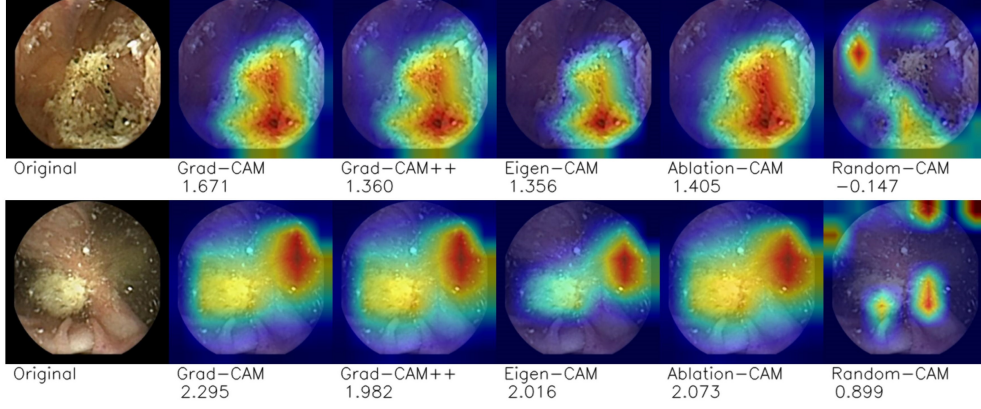 Original Grad-CAM Grad-CAM++ Eigen-CAM Ablation-CAM Random-CAM
1.671 1.360 1.356 1.405 -0.147
Original Grad-CAM Grad-CAM++ Eigen-CAM Ablation-CAM Random-CAM
2.295 1.982 2.016 2.073 0.899